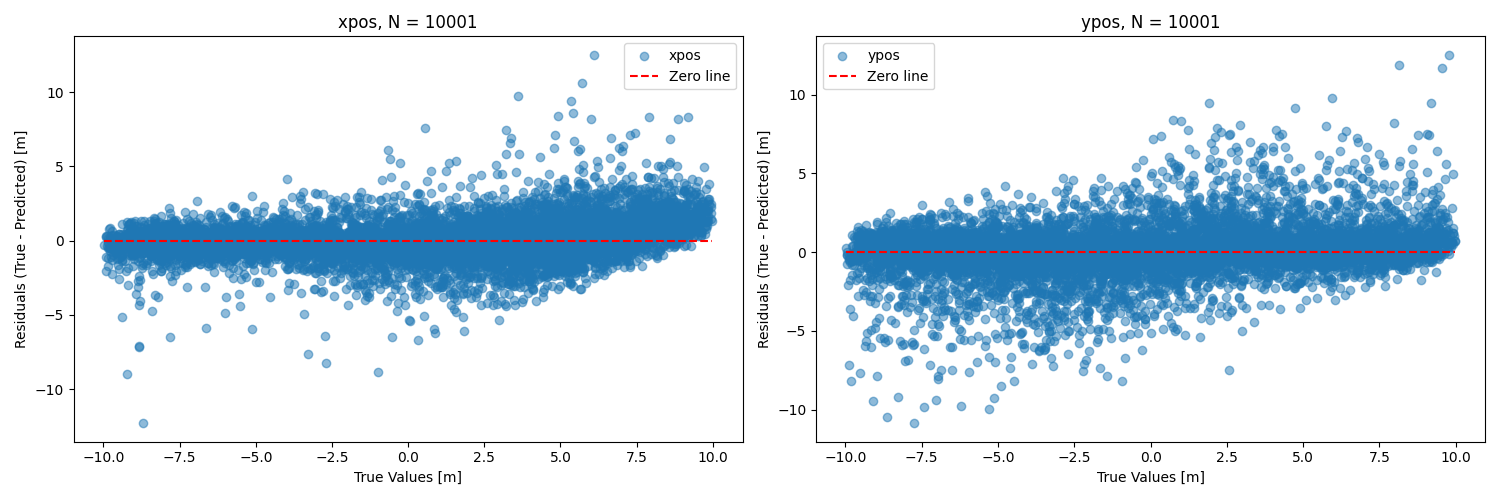 xpos, N = 10001
Residuals (True - Predicted) [m]
10
5
0
−5
−10
xpos
Zero line
−10.0 −7.5 −5.0 −2.5 0.0 2.5 5.0 7.5 10.0
True Values [m]
ypos, N = 10001
Residuals (True - Predicted) [m]
10
5
0
−5
−10
ypos
Zero line
−10.0 −7.5 −5.0 −2.5 0.0 2.5 5.0 7.5 10.0
True Values [m]